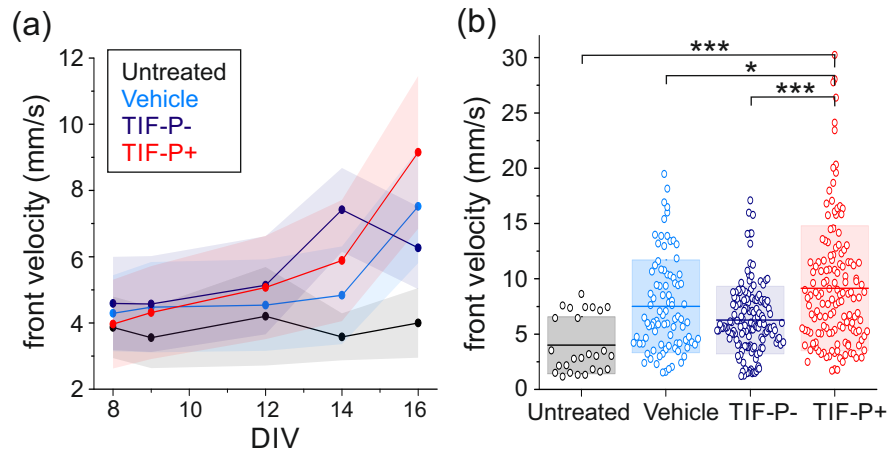 (a)
front velocity (mm/s)
12
10
8
6
4
2
Untreated
Vehicle
TIF-P-
TIF-P+
8
10
12
14
16
DIV
(b)
front velocity (mm/s)
30
25
20
15
10
5
0
***
*
***
Untreated
Vehicle
TIF-P-
TIF-P+